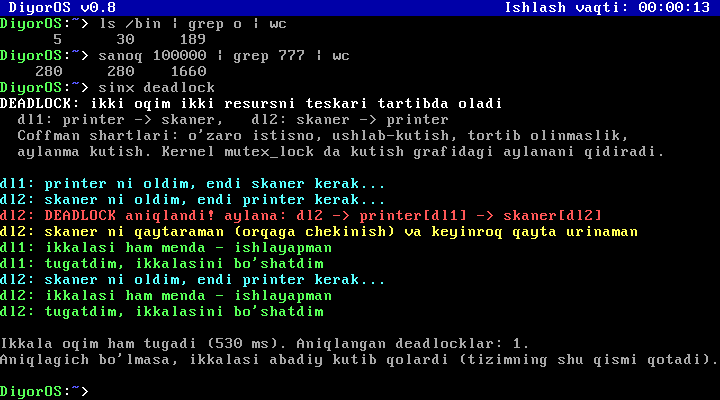 DiyorOS v0.8 Ishlash vaqti: 00:00:13
DiyorOS:~> ls /bin | grep o | wc
5 30 189
DiyorOS:~> sanoq 100000 | grep 777 | wc
280 280 1660
DiyorOS:~> sinx deadlock
DEADLOCK: ikki oqim ikki resursni teskari tartibda oladi
dl1: printer -> skaner, dl2: skaner -> printer
Coffman shartlari: o'zaro istisno, ushlab-kutish, tortib olinmaslik,
aylanma kutish. Kernel mutex_lock da kutish grafidagi aylanani qidiradi.
dl1: printer ni oldim, endi skaner kerak...
dl2: skaner ni oldim, endi printer kerak...
dl2: DEADLOCK aniqlandi! aylana: dl2 -> printer[dl1] -> skaner[dl2]
dl2: skaner ni qaytaraman (orqaga chekinish) va keyinroq qayta urinaman
dl1: ikkalasi ham menda - ishlayapman
dl1: tugatdim, ikkalasini bo'shatdim
dl2: skaner ni oldim, endi printer kerak...
dl2: ikkalasi ham menda - ishlayapman
dl2: tugatdim, ikkalasini bo'shatdim
Ikkala oqim ham tugadi (530 ms). Aniqlangan deadlocklar: 1.
Aniqlagich bo'lmasa, ikkalasi abadiy kutib qolardi (tizimning shu qismi qotadi).
DiyorOS:~>